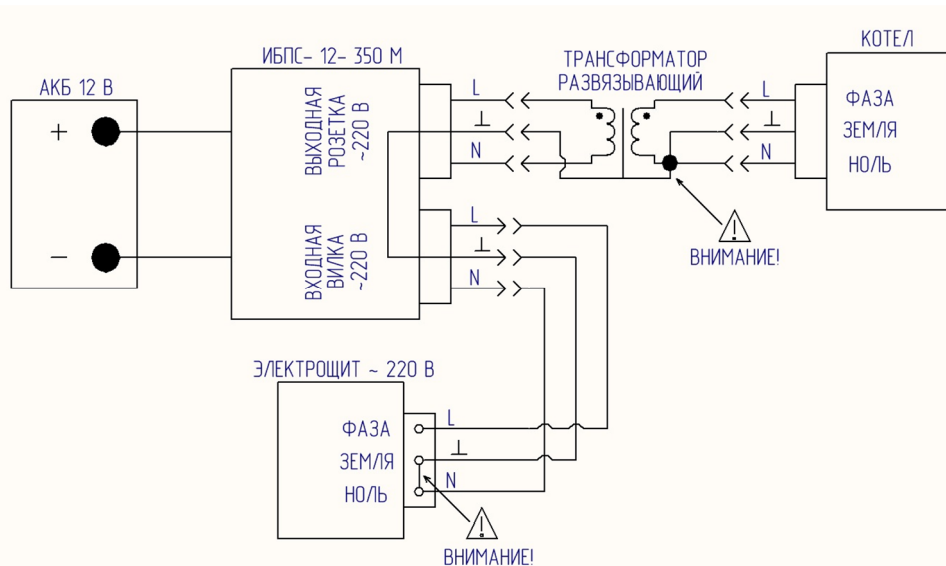 АКБ 12 В
+
−
ИБПС- 12- 350 М
ВЫХОДНАЯ
РОЗЕТКА
~220 В
ВХОДНАЯ
ВИЛКА
~220 В
L
⊥
N
L
⊥
N
ТРАНСФОРМАТОР
РАЗВЯЗЫВАЮЩИЙ
L
⊥
N
КОТЕЛ
ФАЗА
ЗЕМЛЯ
НОЛЬ
!
ВНИМАНИЕ!
ЭЛЕКТРОЩИТ ~ 220 В
ФАЗА
ЗЕМЛЯ
НОЛЬ
L
⊥
N
!
ВНИМАНИЕ!